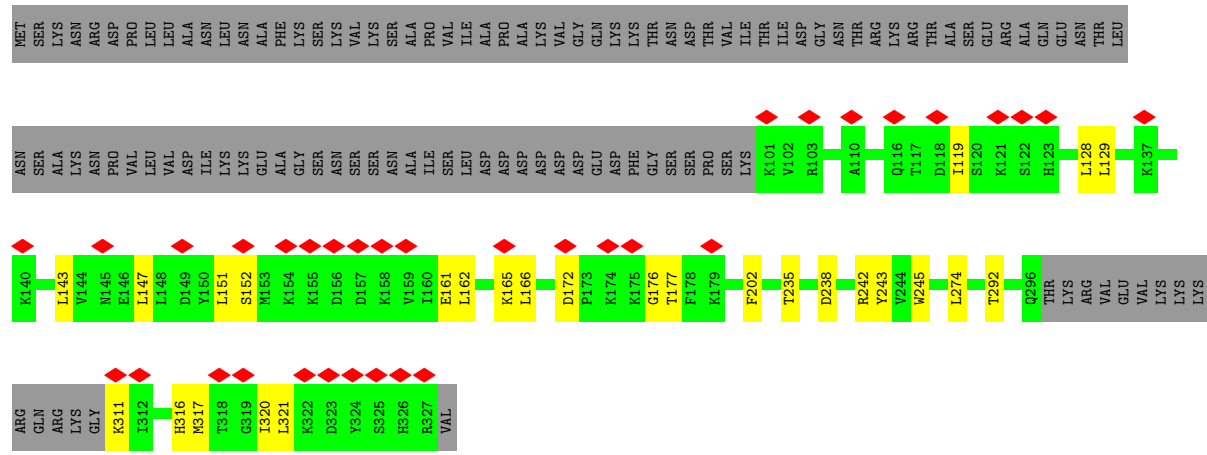 MET SER LYS ASN ARG ASP PRO LEU LEU ALA ASN LEU ASN ALA PHE LYS SER LYS VAL LYS SER ALA PRO VAL ILE ALA PRO ALA LYS VAL GLY GLN LYS LYS THR ASN ASP THR VAL ILE THR ILE ASP GLY ASN THR ARG LYS ARG THR ALA SER GLU ARG ALA GLN GLU ASN THR LEU
ASN SER ALA LYS ASN PRO VAL LEU VAL ASP ILE LYS LYS GLU ALA GLY SER ASN SER SER ASN ALA ILE SER LEU ASP ASP ASP ASP ASP ASP GLU ASP PHE GLY SER SER PRO SER LYS K101 V102 R103 A110 Q116 T117 D118 I119 S120 K121 S122 H123 L128 L129 K137
K140 L143 V144 N145 E146 L147 L148 D149 Y150 L151 S152 M153 K154 K155 D156 D157 K158 V159 I160 E161 L162 K165 L166 D172 P173 K174 K175 G176 T177 F178 K179 F202 T235 D238 R242 Y243 V244 W245 L274 T292 Q296 THR LYS ARG VAL GLU VAL LYS LYS LYS
ARG GLN ARG LYS GLY K311 I312 H316 M317 T318 G319 I320 L321 K322 D323 Y324 S325 H326 R327 VAL